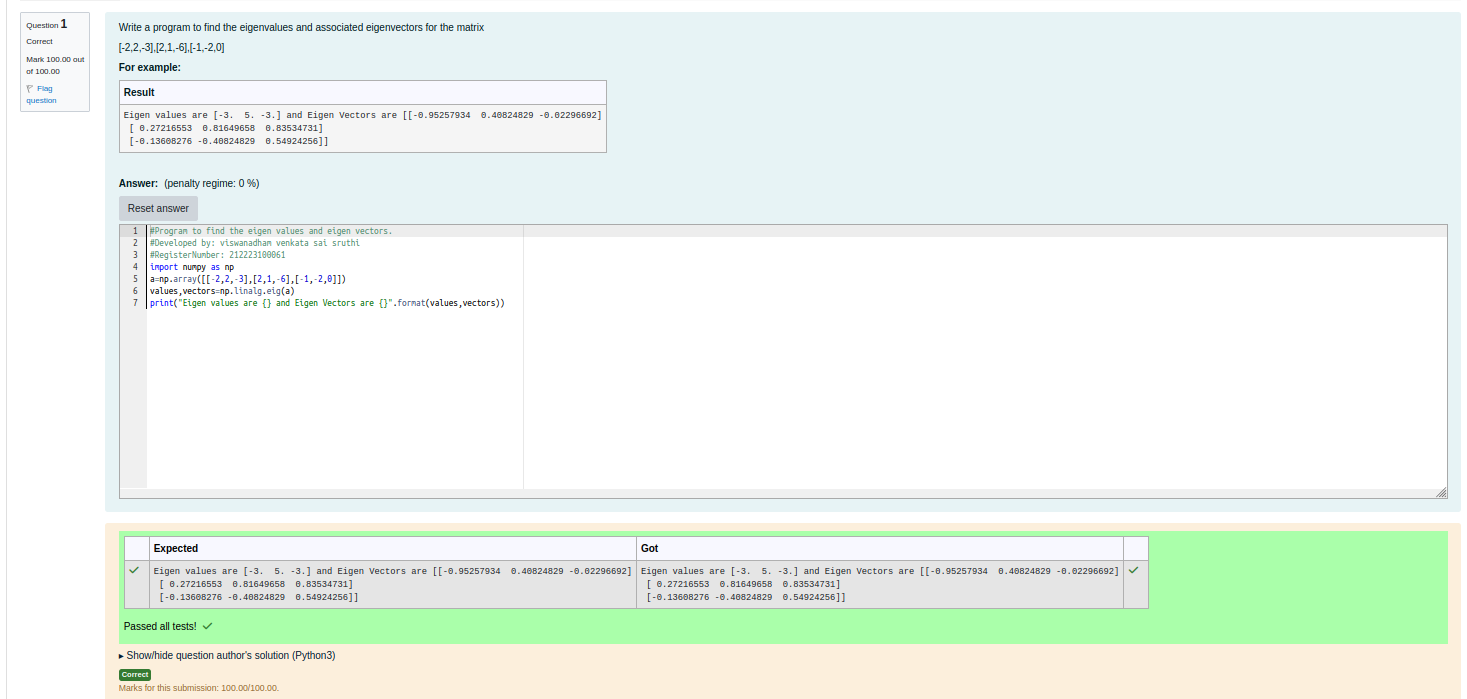 Question 1
Correct
Mark 100.00 out
of 100.00
Flag
question
Write a program to find the eigenvalues and associated eigenvectors for the matrix
[-2,2,-3],[2,1,-6],[-1,-2,0]
For example:
Result
Eigen values are [-3.  5. -3.] and Eigen Vectors are [[-0.95257934  0.40824829 -0.02296692]
[ 0.27216553  0.81649658  0.83534731]
[-0.13608276 -0.40824829  0.54924256]]
Answer: (penalty regime: 0 %)
Reset answer
1 #Program to find the eigen values and eigen vectors.
2 #Developed by: viswanadham venkata sai sruthi
3 #RegisterNumber: 212223100061
4 import numpy as np
5 a=np.array([[-2,2,-3],[2,1,-6],[-1,-2,0]])
6 values,vectors=np.linalg.eig(a)
7 print("Eigen values are {} and Eigen Vectors are {}".format(values,vectors))
Expected Got
Eigen values are [-3.  5. -3.] and Eigen Vectors are [[-0.95257934  0.40824829 -0.02296692] Eigen values are [-3.  5. -3.] and Eigen Vectors are [[-0.95257934  0.40824829 -0.02296692]
[ 0.27216553  0.81649658  0.83534731] [ 0.27216553  0.81649658  0.83534731]
[-0.13608276 -0.40824829  0.54924256]] [-0.13608276 -0.40824829  0.54924256]]
Passed all tests!
Show/hide question author's solution (Python3)
Correct
Marks for this submission: 100.00/100.00.